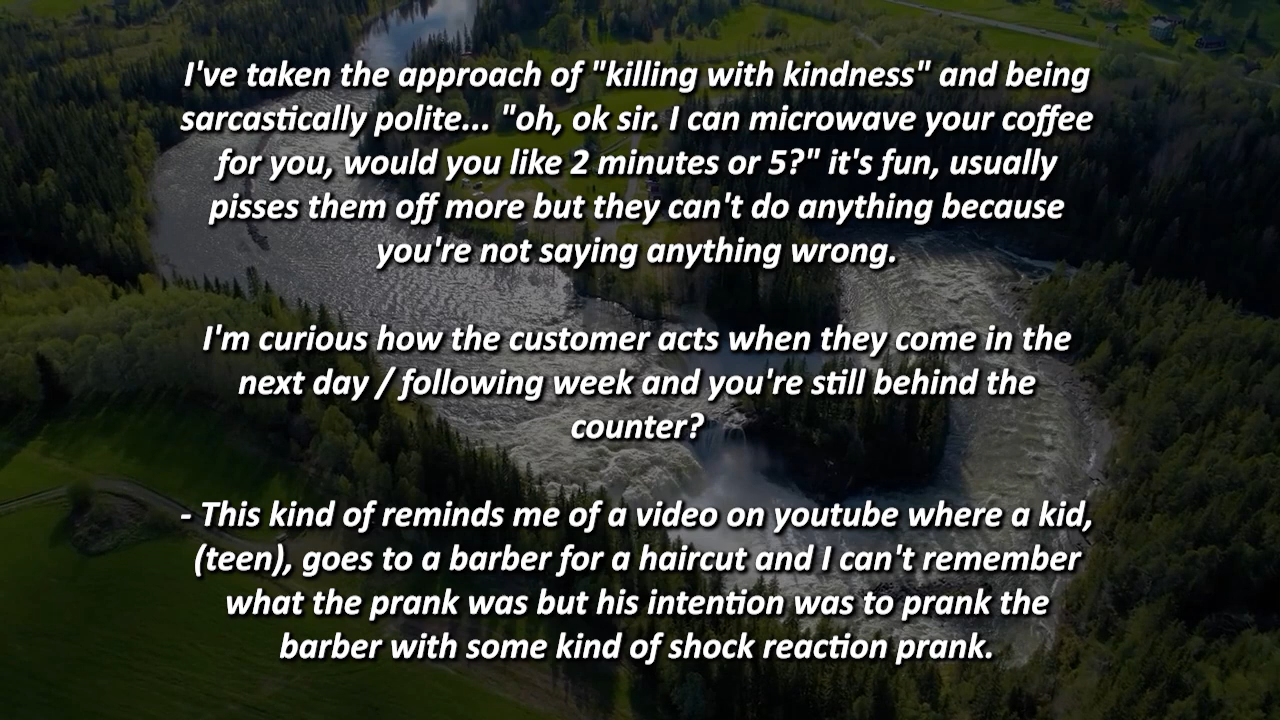 I've taken the approach of "killing with kindness" and being
sarcastically polite... "oh, ok sir. I can microwave your coffee
for you, would you like 2 minutes or 5?" it's fun, usually
pisses them off more but they can't do anything because
you're not saying anything wrong.
I'm curious how the customer acts when they come in the
next day / following week and you're still behind the
counter?
- This kind of reminds me of a video on youtube where a kid,
(teen), goes to a barber for a haircut and I can't remember
what the prank was but his intention was to prank the
barber with some kind of shock reaction prank.